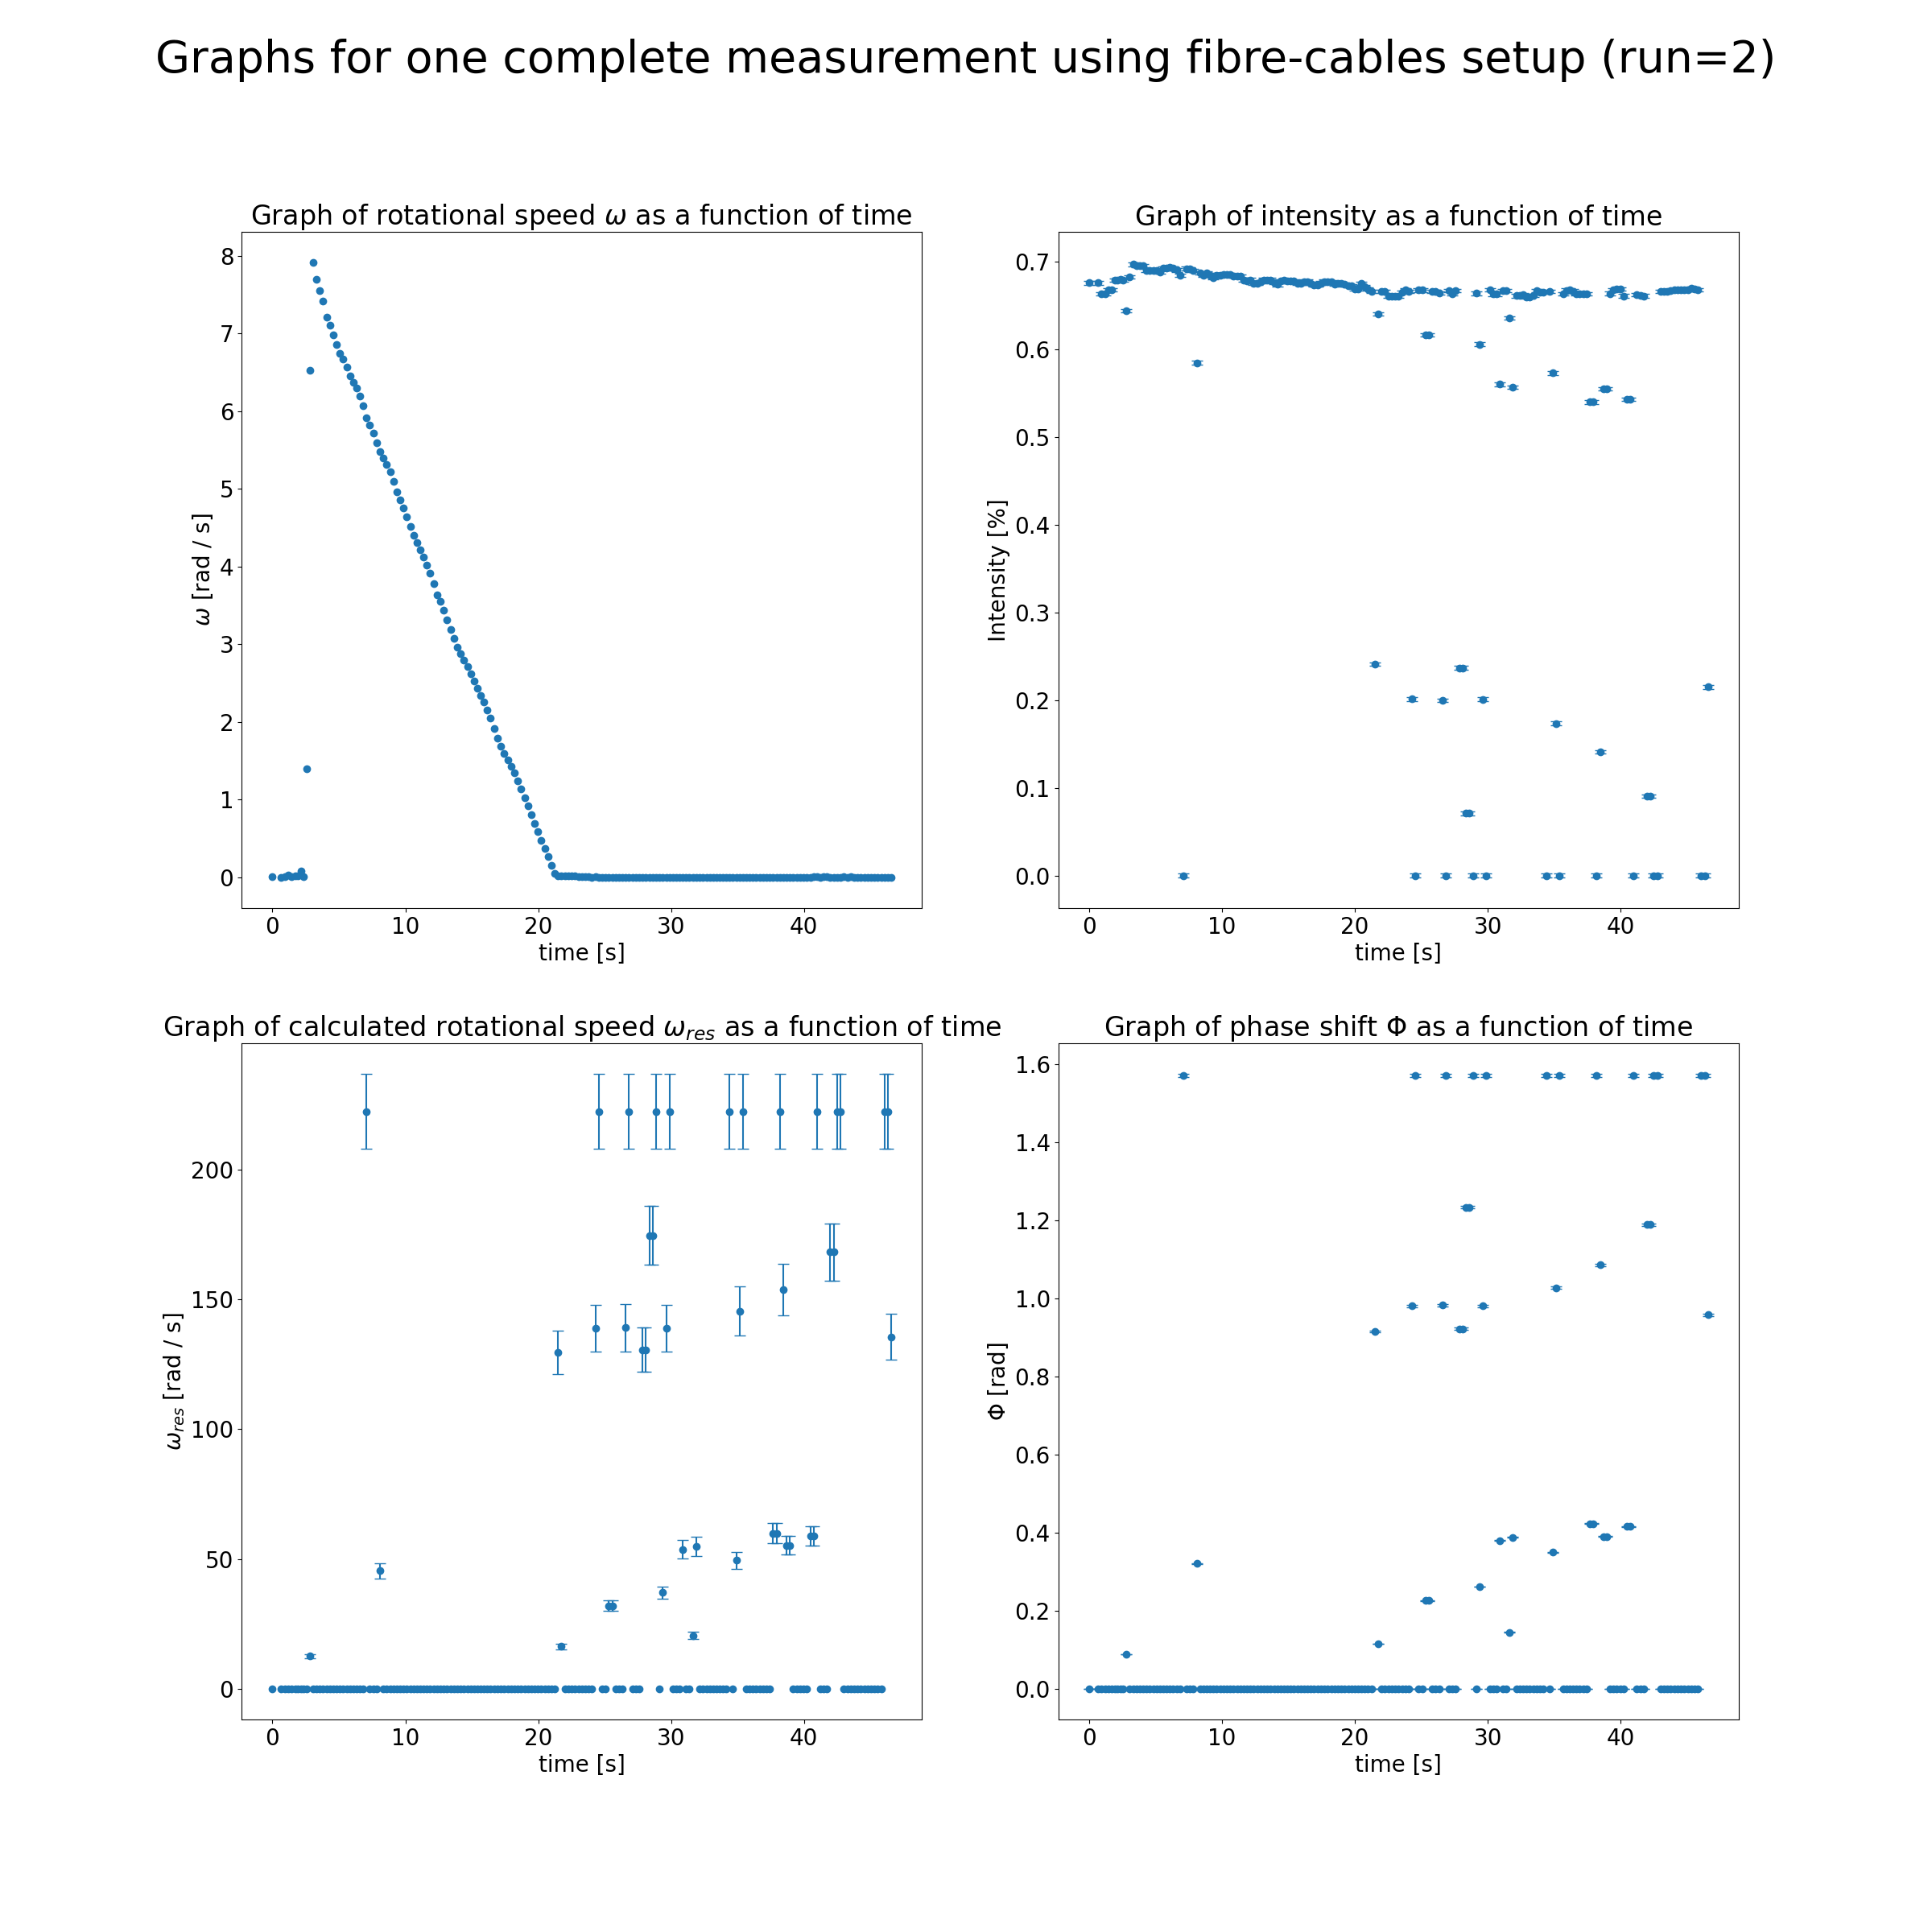 Graphs for one complete measurement using fibre-cables setup (run=2)
Graph of rotational speed ω as a function of time
8
7
6
5
4
3
2
1
0
ω [rad / s]
0 10 20 30 40
time [s]
Graph of intensity as a function of time
0.7
0.6
0.5
0.4
0.3
0.2
0.1
0.0
Intensity [%]
0 10 20 30 40
time [s]
Graph of calculated rotational speed ω_res as a function of time
200
150
100
50
0
ω_res [rad / s]
0 10 20 30 40
time [s]
Graph of phase shift Φ as a function of time
1.6
1.4
1.2
1.0
0.8
0.6
0.4
0.2
0.0
Φ [rad]
0 10 20 30 40
time [s]